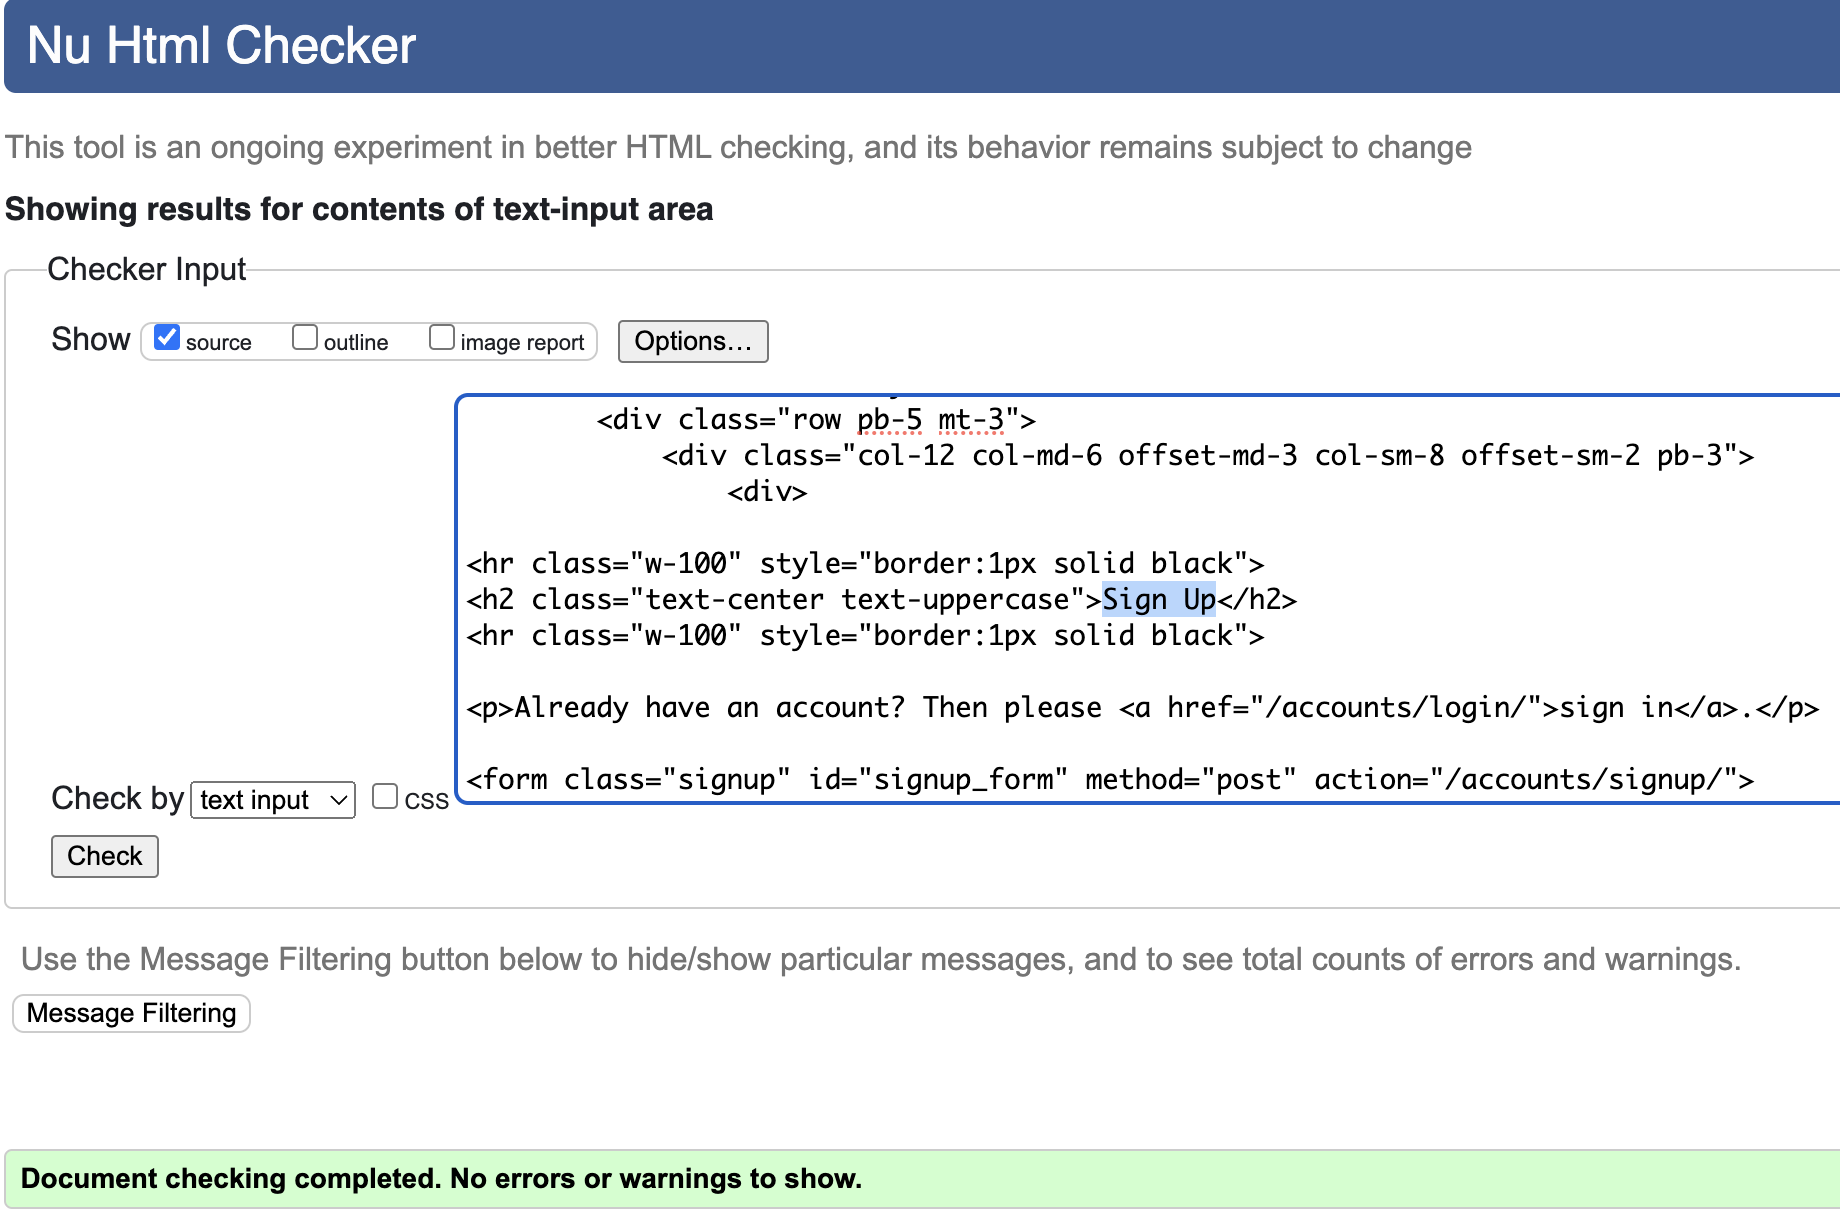 Nu Html Checker
This tool is an ongoing experiment in better HTML checking, and its behavior remains subject to change
Showing results for contents of text-input area
Checker Input
Show source outline image report Options...
<div class="row pb-5 mt-3">
<div class="col-12 col-md-6 offset-md-3 col-sm-8 offset-sm-2 pb-3">
<div>
<hr class="w-100" style="border:1px solid black">
<h2 class="text-center text-uppercase">Sign Up</h2>
<hr class="w-100" style="border:1px solid black">
<p>Already have an account? Then please <a href="/accounts/login/">sign in</a>.</p>
<form class="signup" id="signup_form" method="post" action="/accounts/signup/">
Check by text input css
Check
Use the Message Filtering button below to hide/show particular messages, and to see total counts of errors and warnings.
Message Filtering
Document checking completed. No errors or warnings to show.